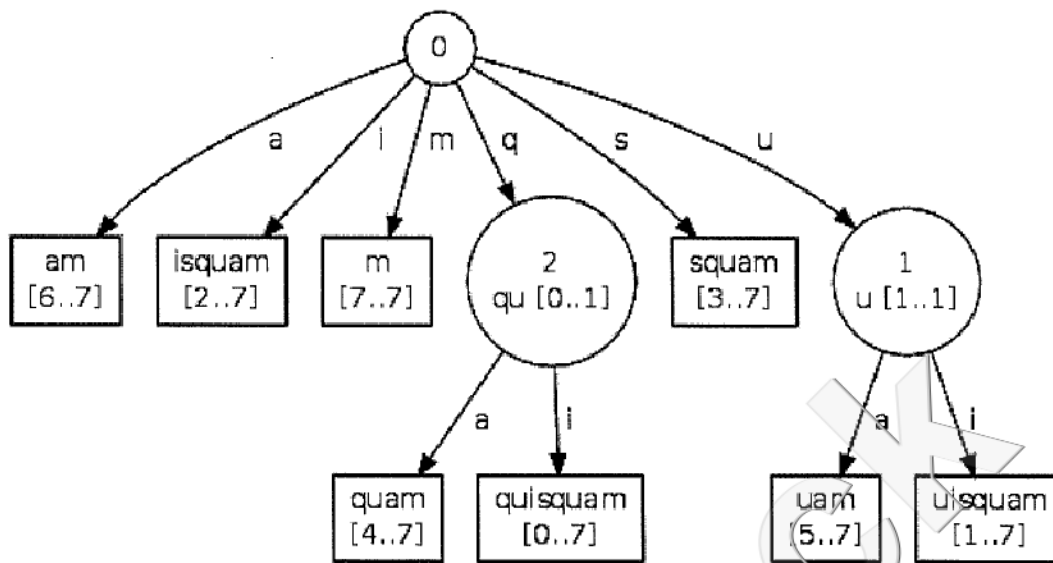 0
a i m q s u
am
[6..7]
isquam
[2..7]
m
[7..7]
2
qu [0..1]
squam
[3..7]
1
u [1..1]
a i a i
quam
[4..7]
quisquam
[0..7]
uam
[5..7]
uisquam
[1..7]
CK